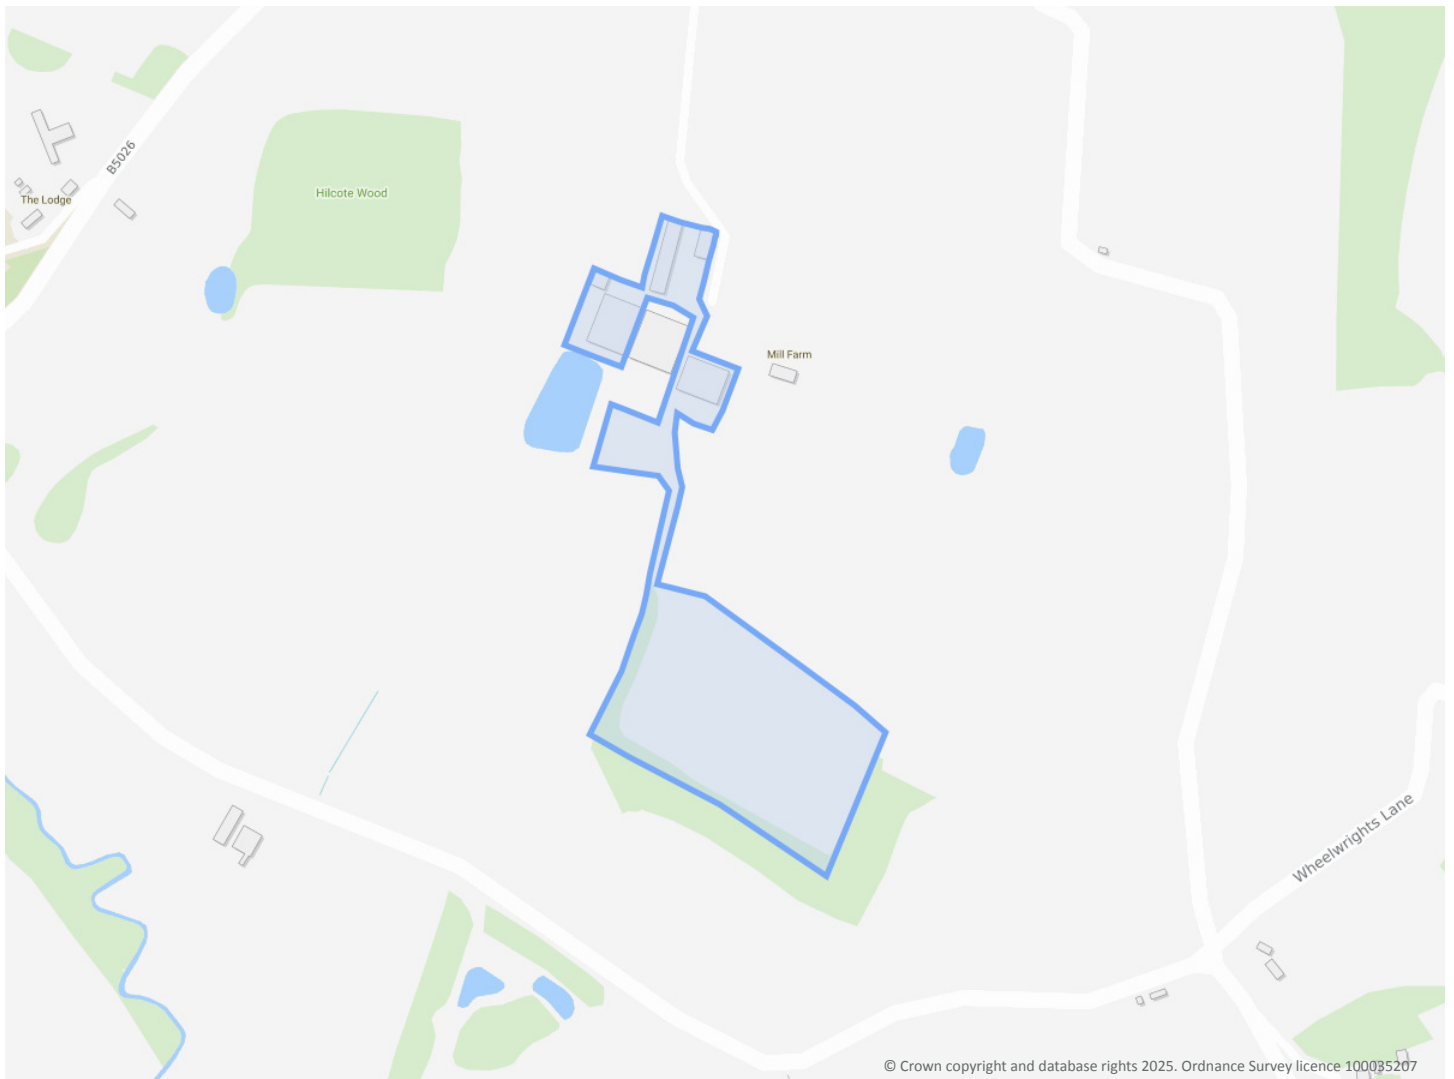 B5026
Hilcote Wood
The Lodge
Mill Farm
Wheelwrights Lane
© Crown copyright and database rights 2025. Ordnance Survey licence 100035207